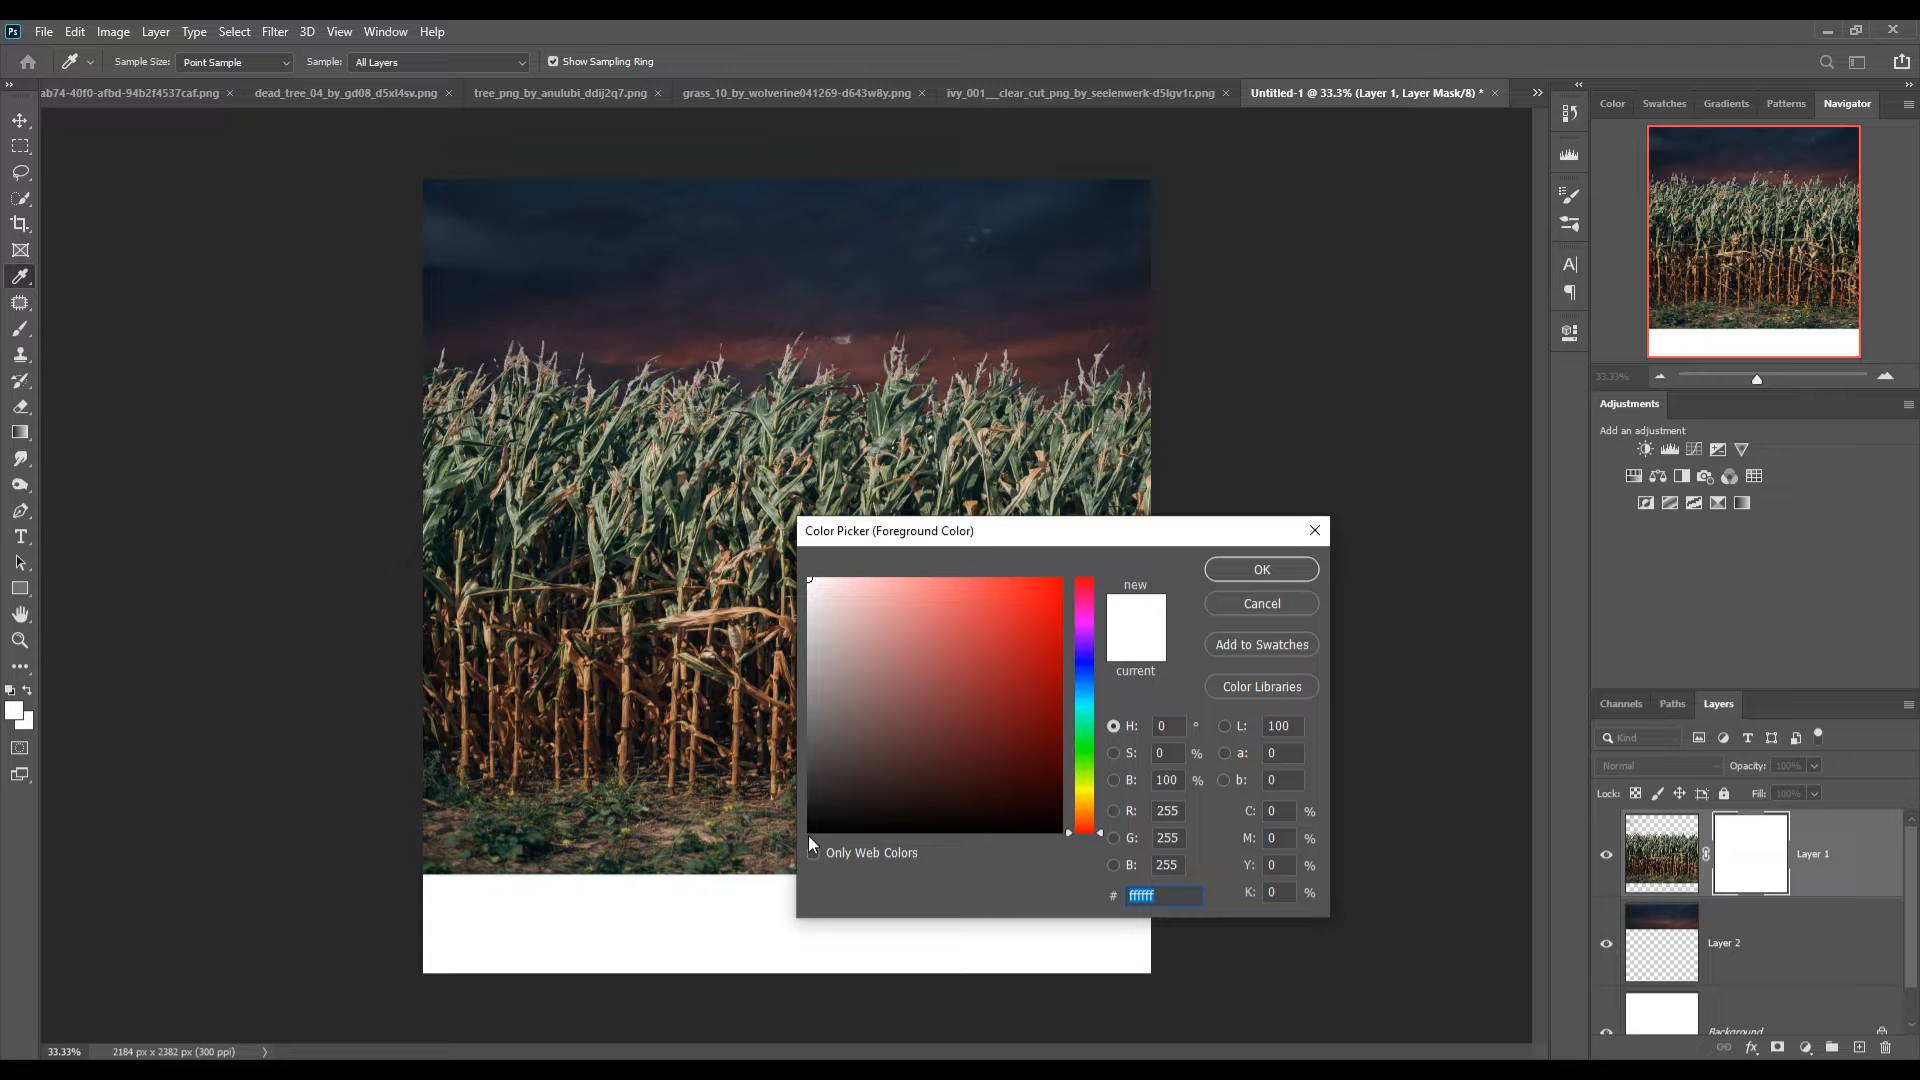 Ps File Edit Image Layer Type Select Filter 3D View Window Help
Sample Size: Point Sample Sample: All Layers Show Sampling Ring
ab74-40f0-afbd-94b2f4537caf.png × dead_tree_04_by_gd08_d5xl4sv.png × tree_png_by_anulubi_ddij2q7.png × grass_10_by_wolverine041269-d643w8y.png × ivy_001__clear_cut_png_by_seelenwerk-d5lgv1r.png × Untitled-1 @ 33.3% (Layer 1, Layer Mask/8) * ×
Color Swatches Gradients Patterns Navigator
33.33%
Adjustments
Add an adjustment
Color Picker (Foreground Color)
new
current
OK
Cancel
Add to Swatches
Color Libraries
H: 0 ° L: 100
S: 0 % a: 0
B: 100 % b: 0
R: 255 C: 0 %
G: 255 M: 0 %
B: 255 Y: 0 %
# ffffff K: 0 %
Only Web Colors
Channels Paths Layers
Kind
Normal Opacity: 100%
Lock: Fill: 100%
Layer 1
Layer 2
Background
fx
33.33% 2184 px x 2382 px (300 ppi)